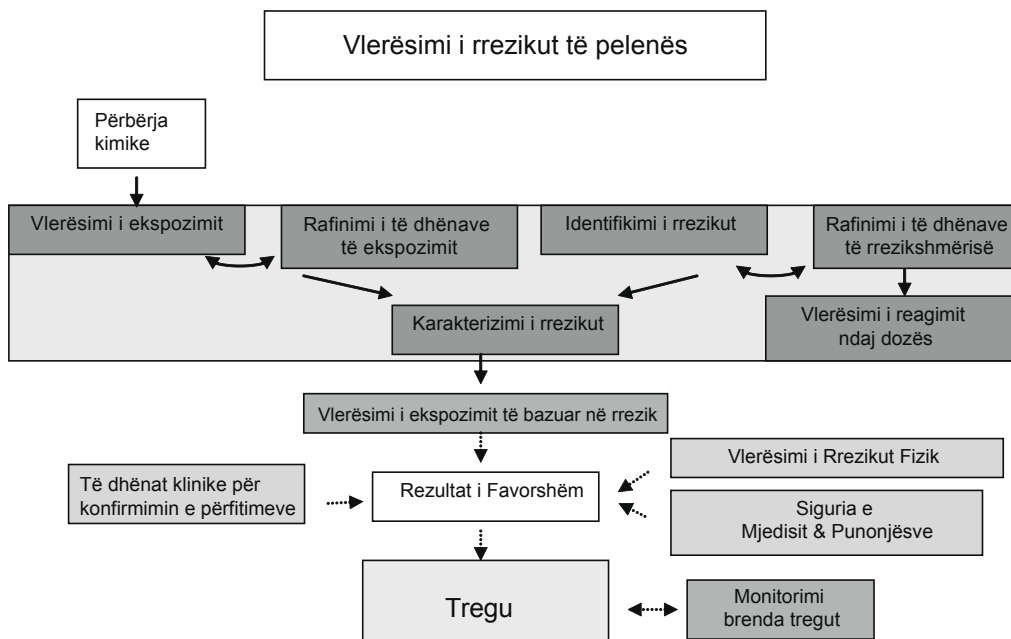 Vlerësimi i rrezikut të pelenës
Përbërja
kimike
Vlerësimi i ekspozimit
Rafinimi i të dhënave
të ekspozimit
Identifikimi i rrezikut
Rafinimi i të dhënave
të rrezikshmërisë
Karakterizimi i rrezikut
Vlerësimi i reagimit
ndaj dozës
Vlerësimi i ekspozimit të bazuar në rrezik
Të dhënat klinike për
konfirmimin e përfitimeve
Rezultat i Favorshëm
Vlerësimi i Rrezikut Fizik
Siguria e
Mjedisit & Punonjësve
Tregu
Monitorimi
brenda tregut